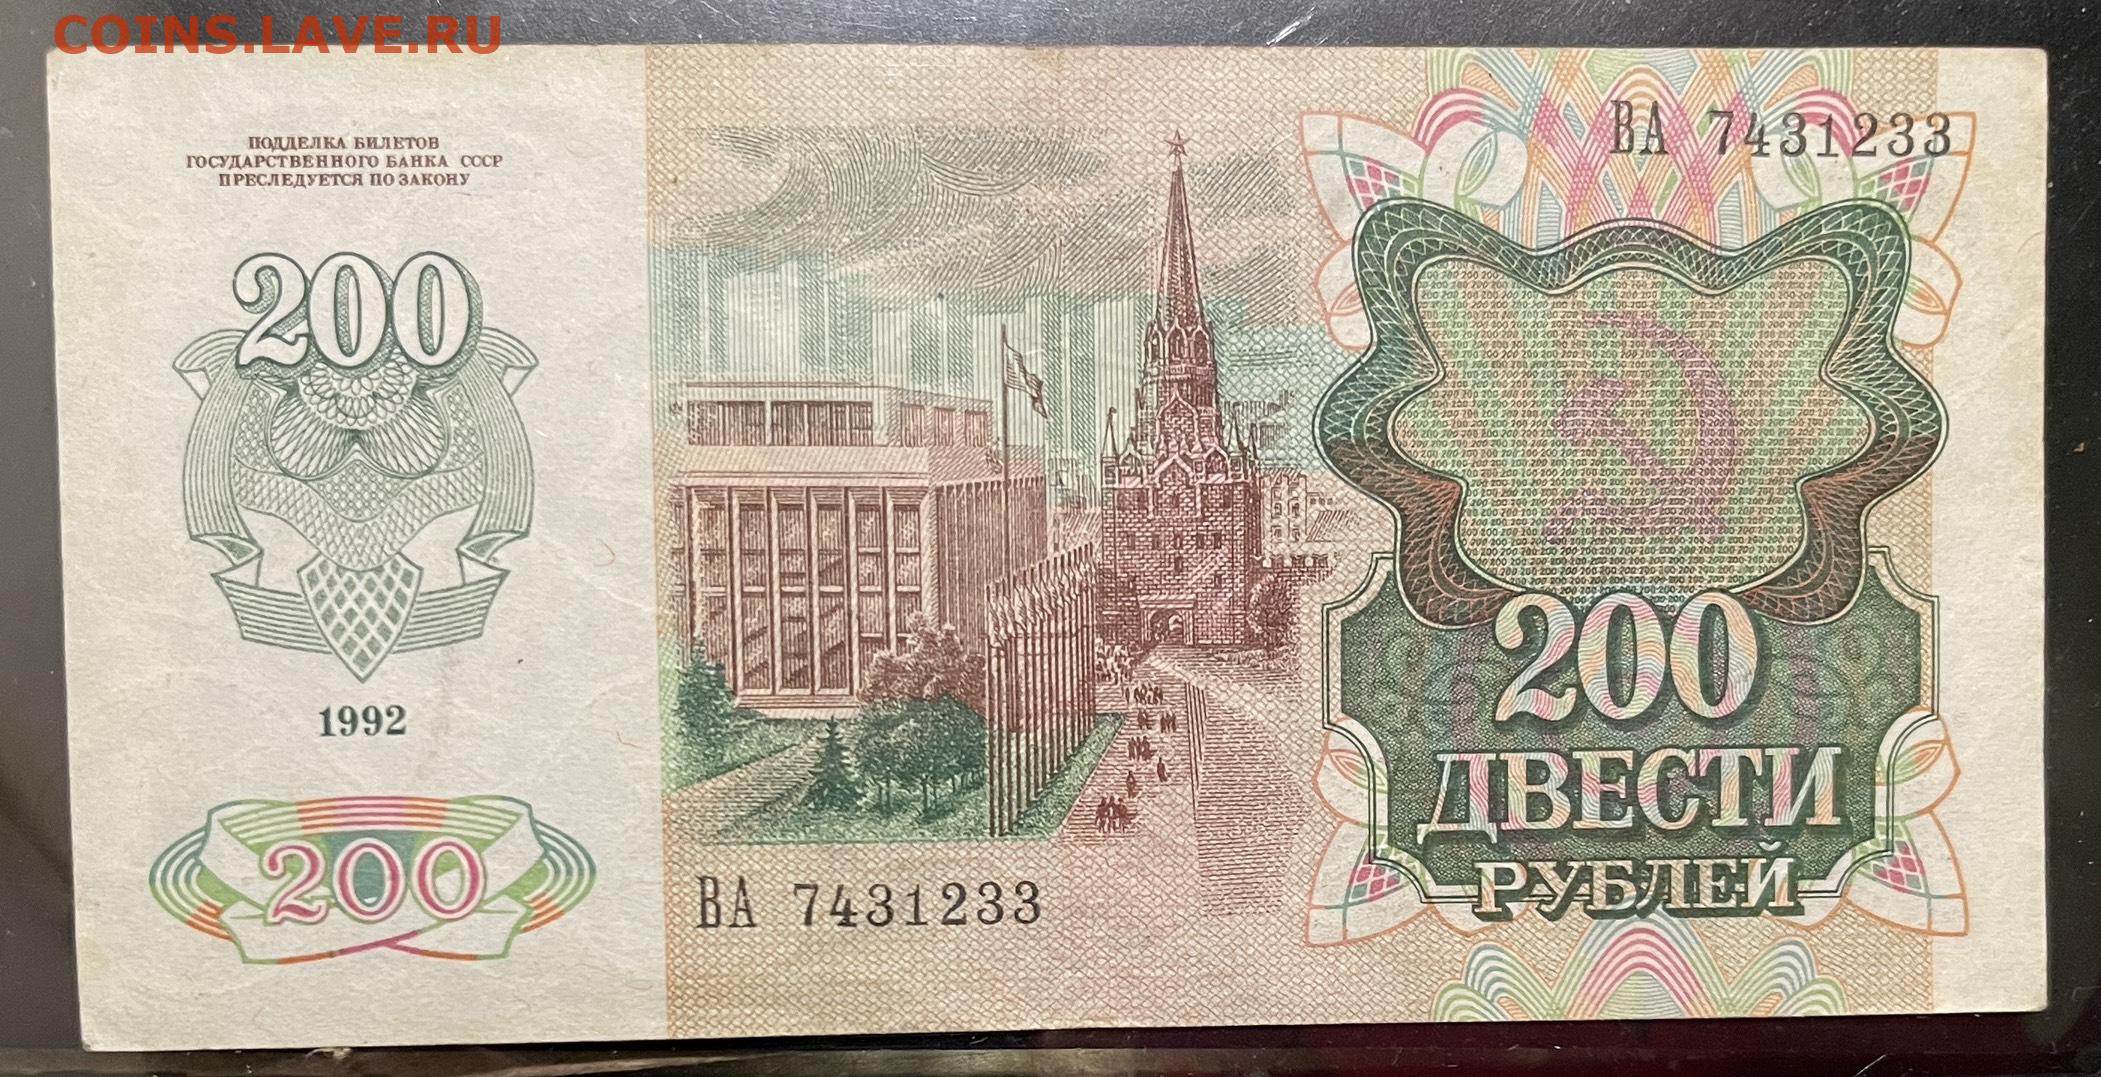 COINS.LAVE.RU
ПОДДЕЛКА БИЛЕТОВ
ГОСУДАРСТВЕННОГО БАНКА СССР
ПРЕСЛЕДУЕТСЯ ПО ЗАКОНУ
ВА 7431233
200
1992
200
ВА 7431233
200
ДВЕСТИ
РУБЛЕЙ